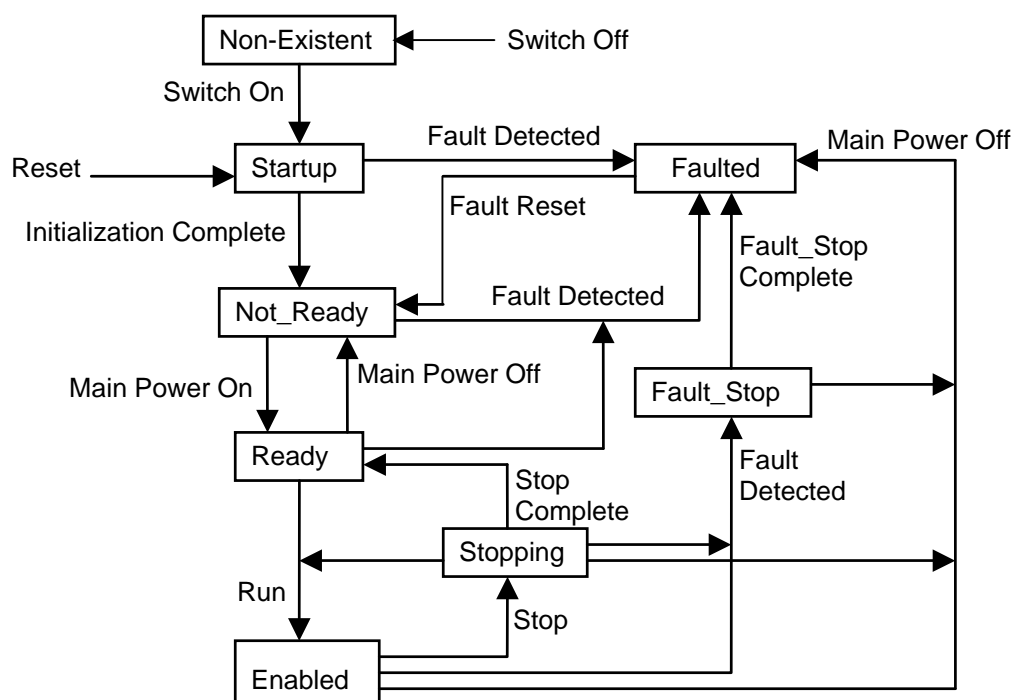 Non-Existent
Switch Off
Switch On
Fault Detected
Main Power Off
Reset
Startup
Faulted
Fault Reset
Initialization Complete
Fault_Stop
Complete
Fault Detected
Not_Ready
Main Power On
Main Power Off
Fault_Stop
Ready
Stop
Complete
Fault
Detected
Stopping
Run
Stop
Enabled